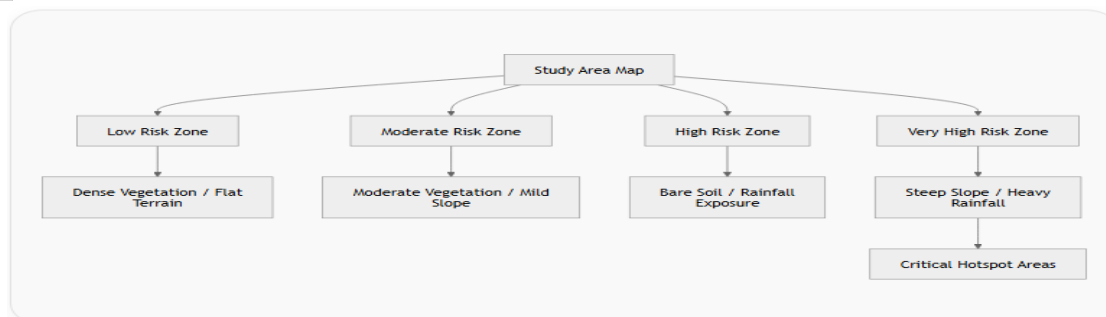 Study Area Map
Low Risk Zone
Moderate Risk Zone
High Risk Zone
Very High Risk Zone
Dense Vegetation / Flat
Terrain
Moderate Vegetation / Mild
Slope
Bare Soil / Rainfall
Exposure
Steep Slope / Heavy
Rainfall
Critical Hotspot Areas